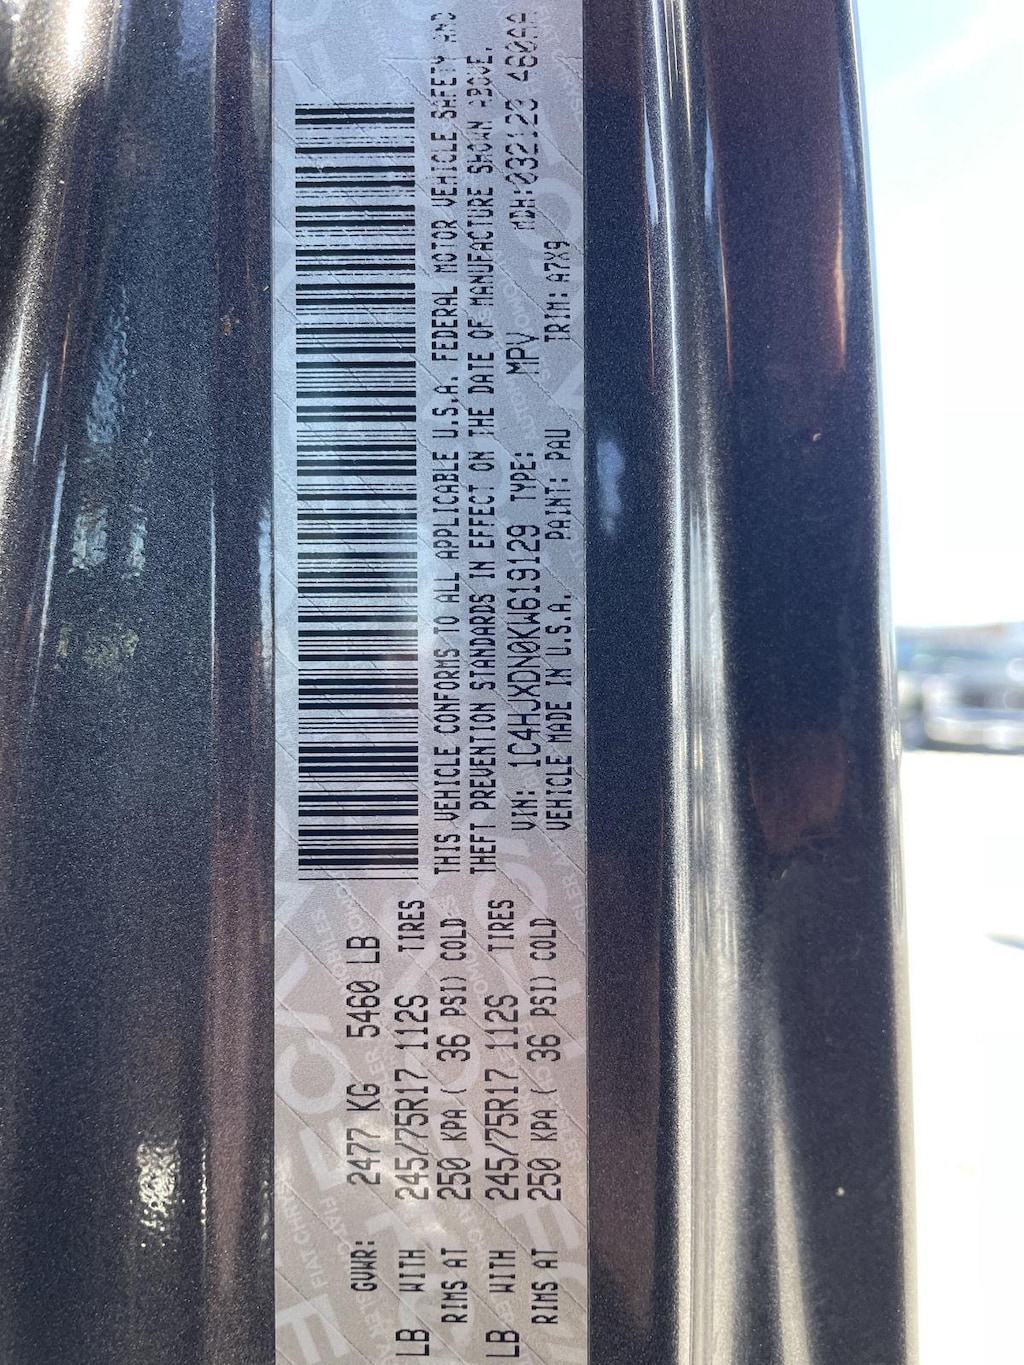 GVWR: 2477 KG 5460 LB
LB WITH 245/75R17 112S TIRES
RIMS AT 250 KPA ( 36 PSI) COLD
LB WITH 245/75R17 112S TIRES
RIMS AT 250 KPA ( 36 PSI) COLD
THIS VEHICLE CONFORMS TO ALL APPLICABLE U.S.A. FEDERAL MOTOR VEHICLE SAFETY AND
THEFT PREVENTION STANDARDS IN EFFECT ON THE DATE OF MANUFACTURE SHOWN ABOVE.
VIN: 1C4HJXDN0KW619129 TYPE: MPV MDH:032120 460AA
VEHICLE MADE IN U.S.A. PAINT: PAU TRIM: A7X9